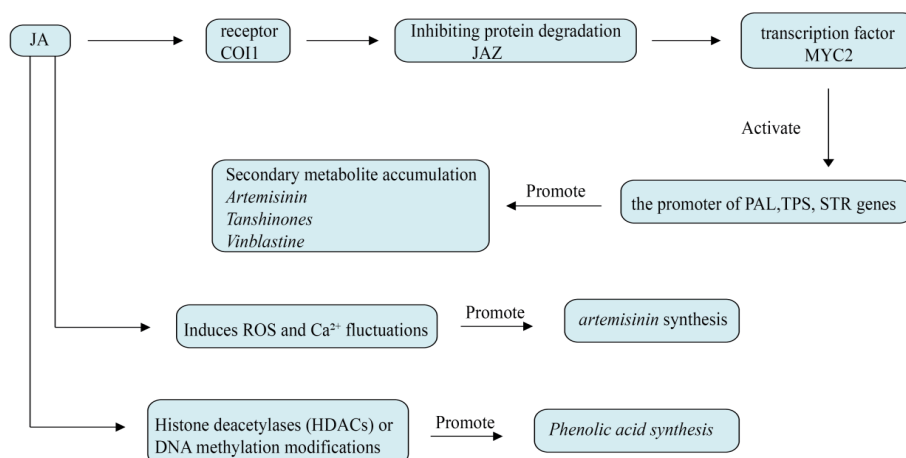 JA
receptor
COI1
Inhibiting protein degradation
JAZ
transcription factor
MYC2
Activate
the promoter of PAL,TPS, STR genes
Promote
Secondary metabolite accumulation
Artemisinin
Tanshinones
Vinblastine
Induces ROS and Ca²⁺ fluctuations
Promote
artemisinin synthesis
Histone deacetylases (HDACs) or
DNA methylation modifications
Promote
Phenolic acid synthesis